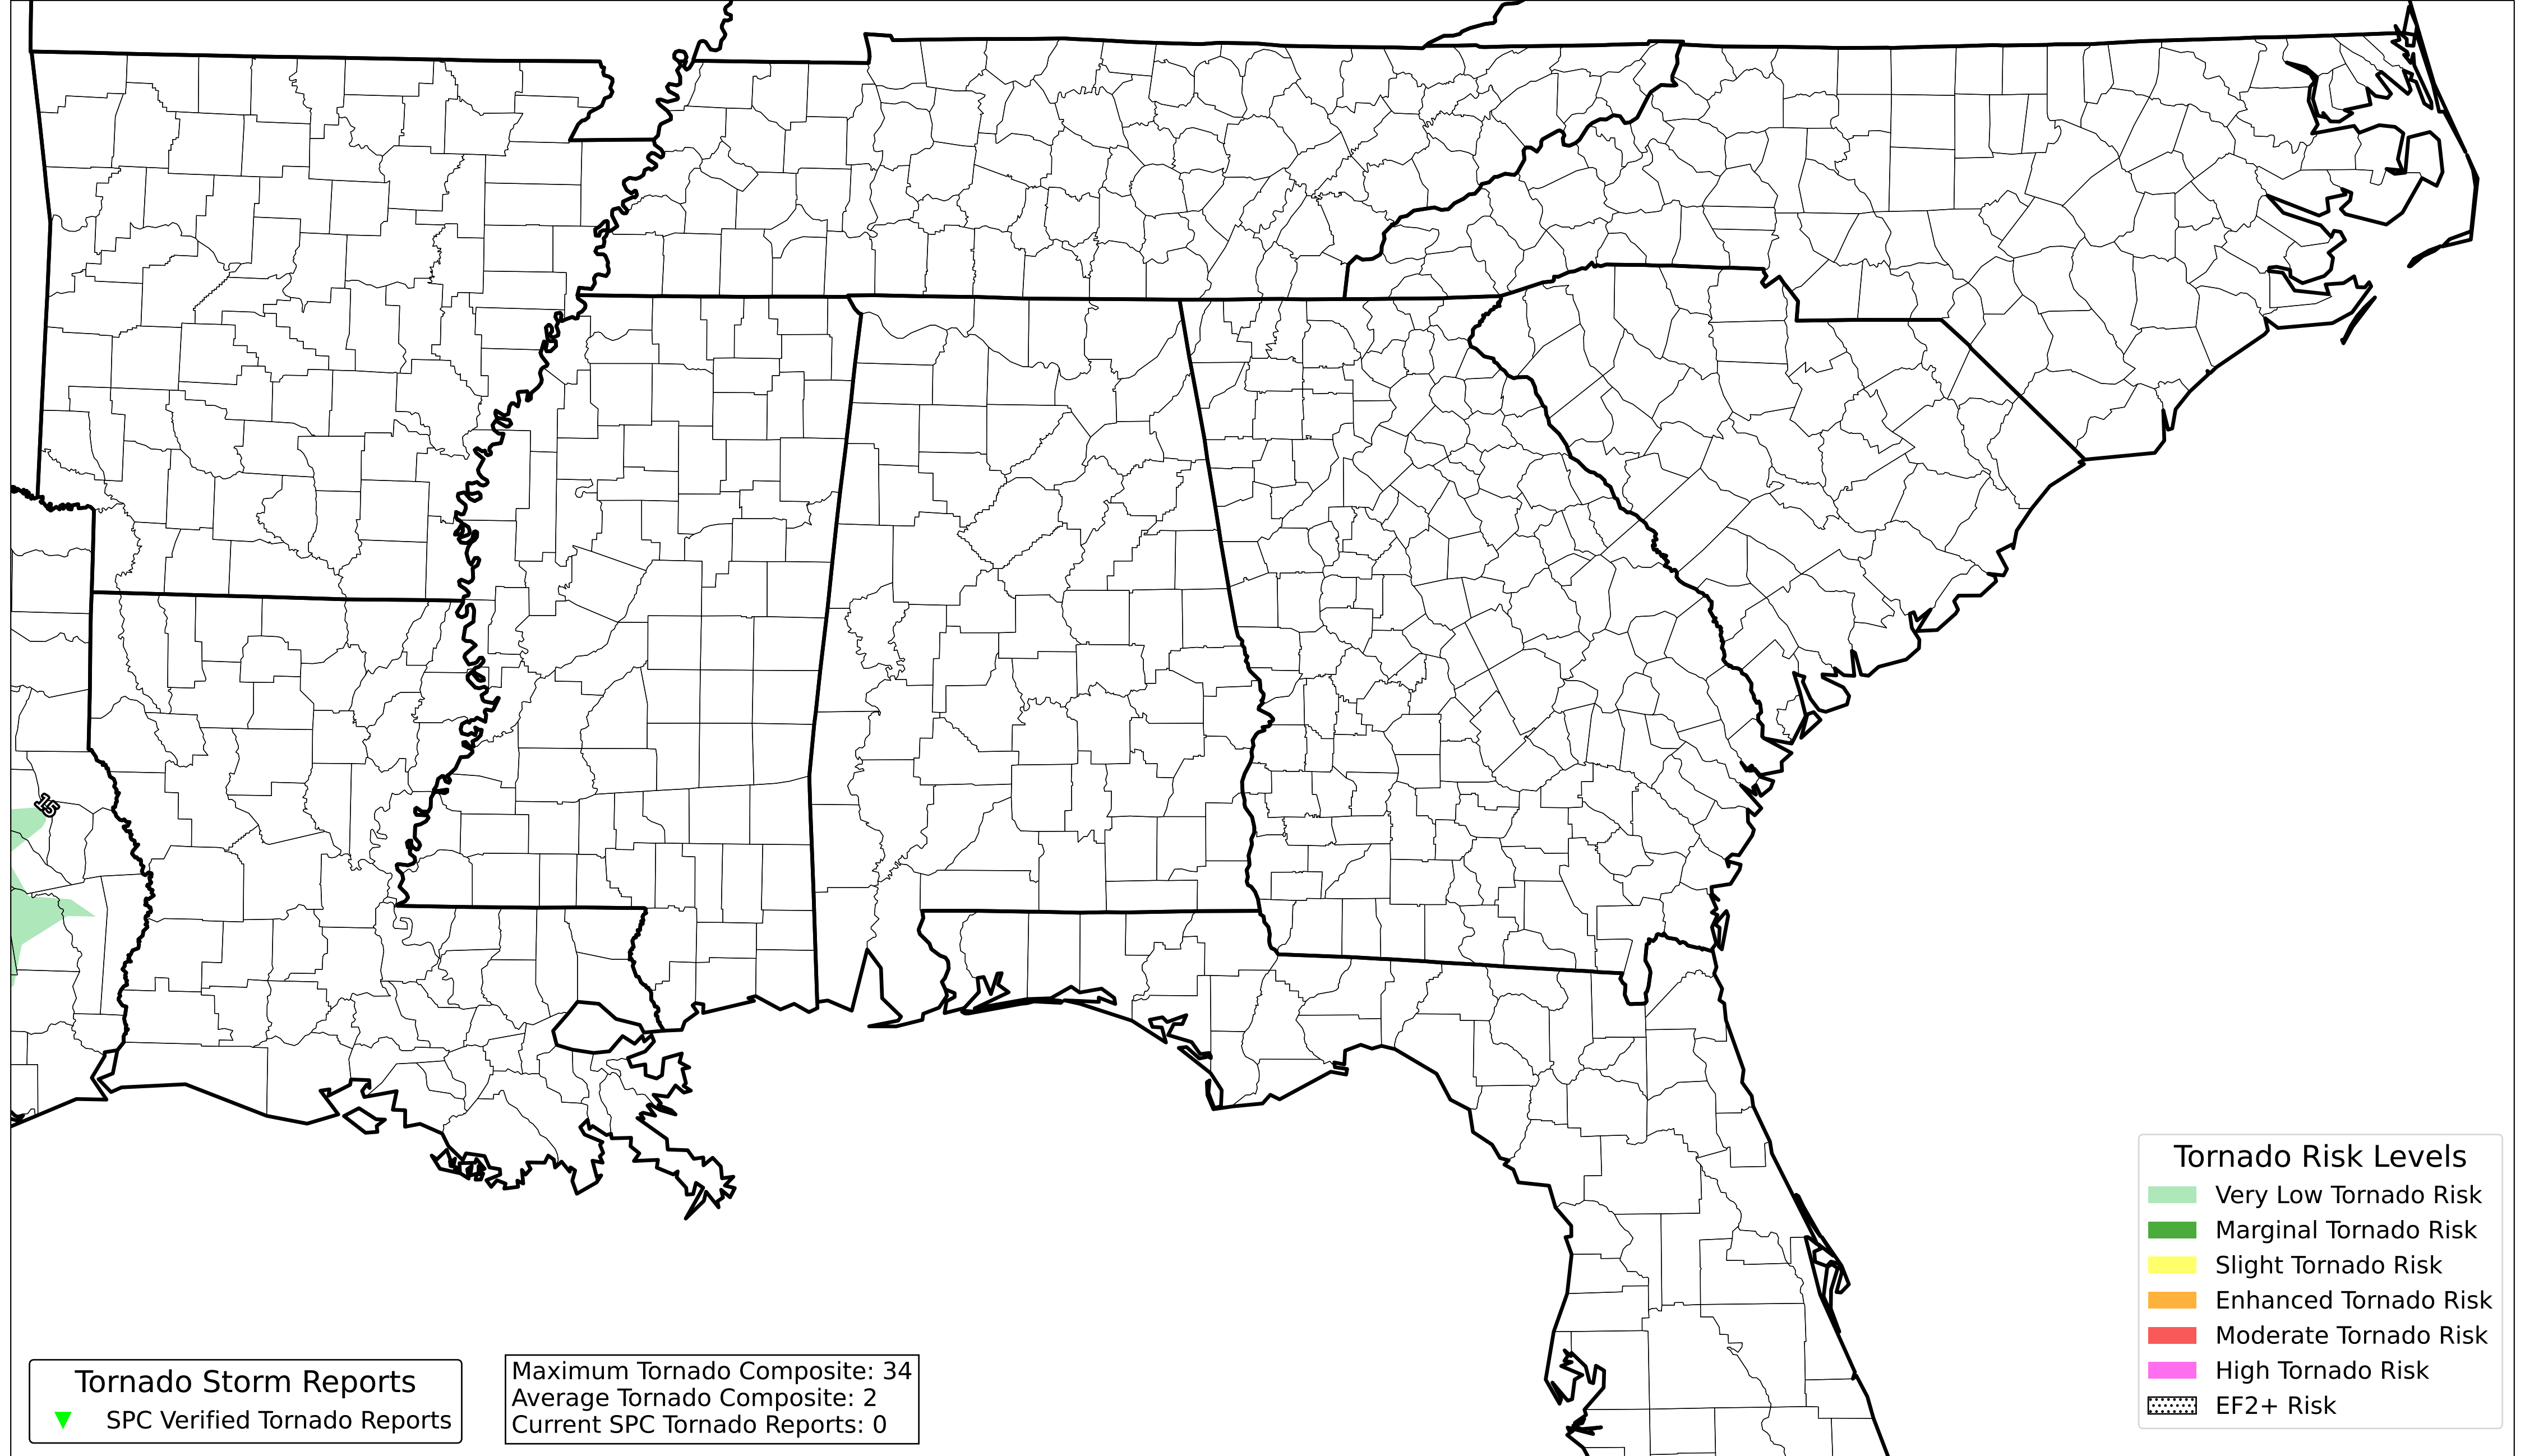 15
Tornado Risk Levels
Very Low Tornado Risk
Marginal Tornado Risk
Slight Tornado Risk
Enhanced Tornado Risk
Moderate Tornado Risk
High Tornado Risk
EF2+ Risk
Tornado Storm Reports
SPC Verified Tornado Reports
Maximum Tornado Composite: 34
Average Tornado Composite: 2
Current SPC Tornado Reports: 0